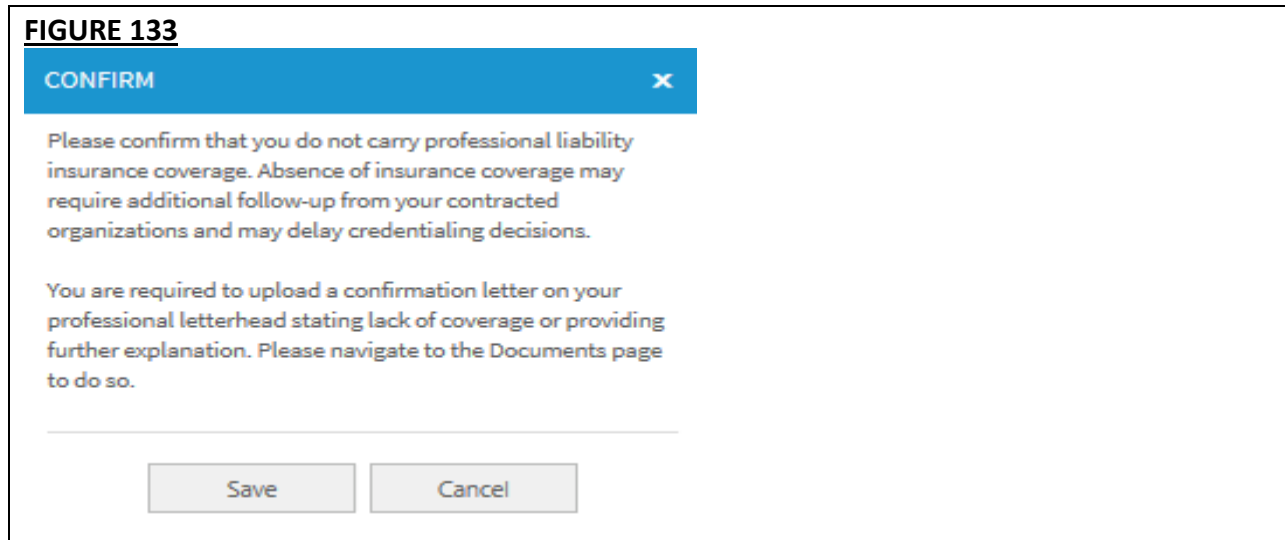 FIGURE 133
CONFIRM
Please confirm that you do not carry professional liability
insurance coverage. Absence of insurance coverage may
require additional follow-up from your contracted
organizations and may delay credentialing decisions.
You are required to upload a confirmation letter on your
professional letterhead stating lack of coverage or providing
further explanation. Please navigate to the Documents page
to do so.
Save
Cancel